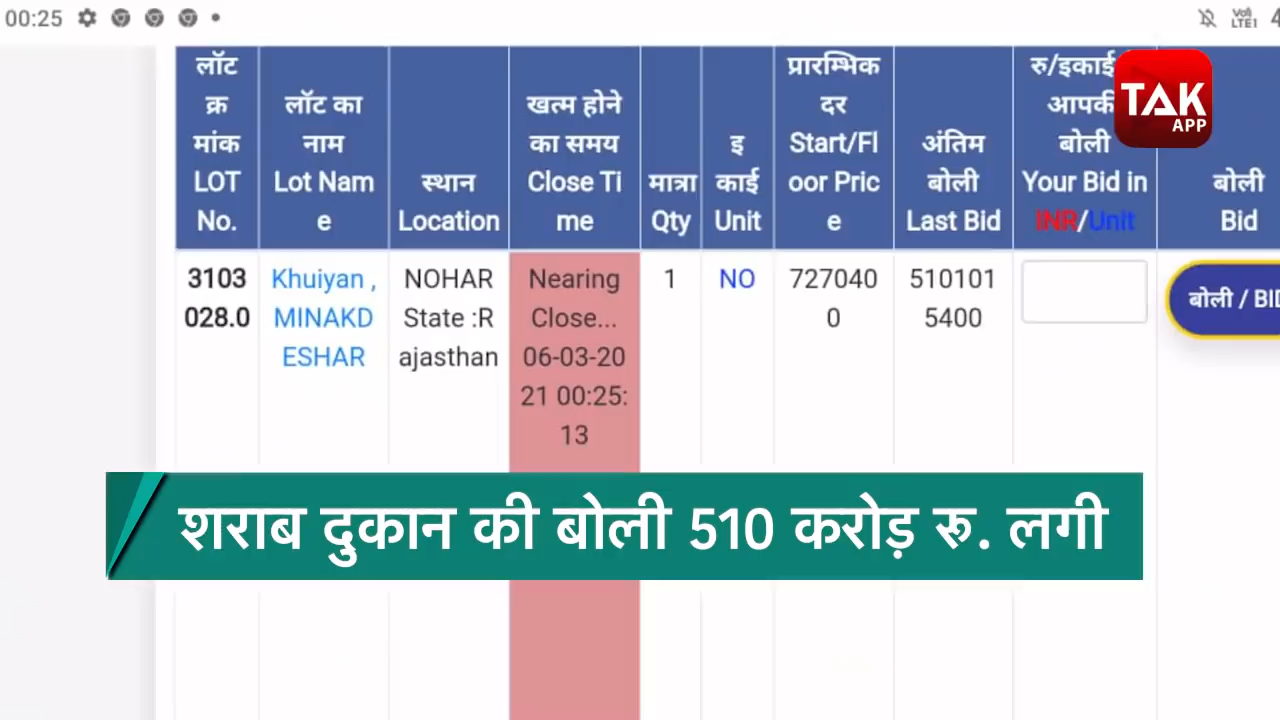 00:25
लॉट
क्र
मांक
LOT
No.
लॉट का
नाम
Lot Nam
e
स्थान
Location
खत्म होने
का समय
Close Ti
me
मात्रा
Qty
इ
काई
Unit
प्रारम्भिक
दर
Start/Fl
oor Pric
e
अंतिम
बोली
Last Bid
रु/इकाई
आपकी
बोली
Your Bid in
INR/Unit
बोली
Bid
TAK
APP
3103
028.0
Khuiyan ,
MINAKD
ESHAR
NOHAR
State :R
ajasthan
Nearing
Close...
06-03-20
21 00:25:
13
1
NO
727040
0
510101
5400
बोली / BID
शराब दुकान की बोली 510 करोड़ रू. लगी